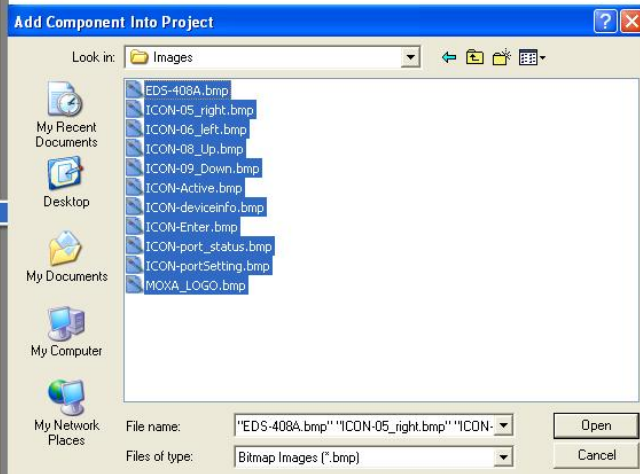 Add Component Into Project
Look in: Images
EDS-408A.bmp
ICON-05_right.bmp
ICON-06_left.bmp
ICON-08_Up.bmp
ICON-09_Down.bmp
ICON-Active.bmp
ICON-deviceinfo.bmp
ICON-Enter.bmp
ICON-port_status.bmp
ICON-portSetting.bmp
MOXA_LOGO.bmp
My Recent
Documents
Desktop
My Documents
My Computer
My Network
Places
File name: "EDS-408A.bmp" "ICON-05_right.bmp" "ICON- Open
Files of type: Bitmap Images (*.bmp) Cancel